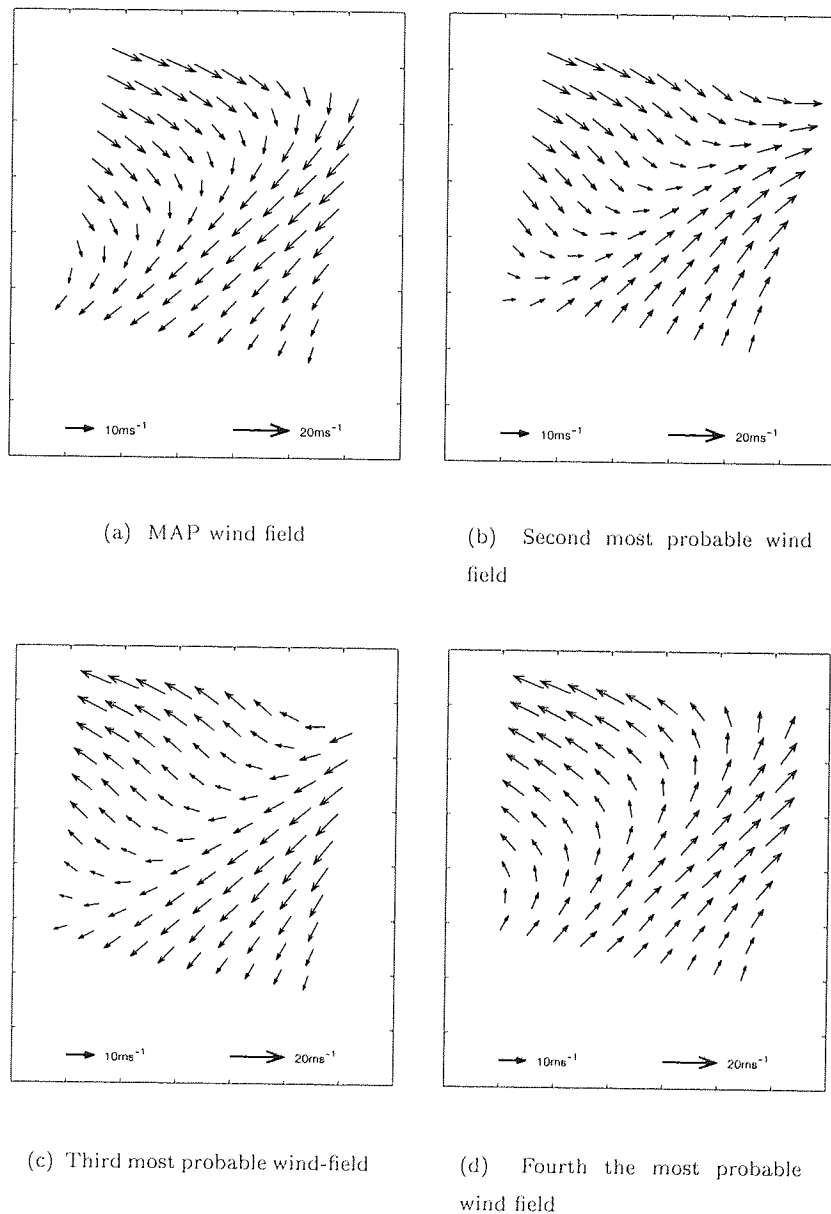 10ms⁻¹ 20ms⁻¹
10ms⁻¹ 20ms⁻¹
(a) MAP wind field
(b) Second most probable wind
field
10ms⁻¹ 20ms⁻¹
10ms⁻¹ 20ms⁻¹
(c) Third most probable wind-field
(d) Fourth the most probable
wind field